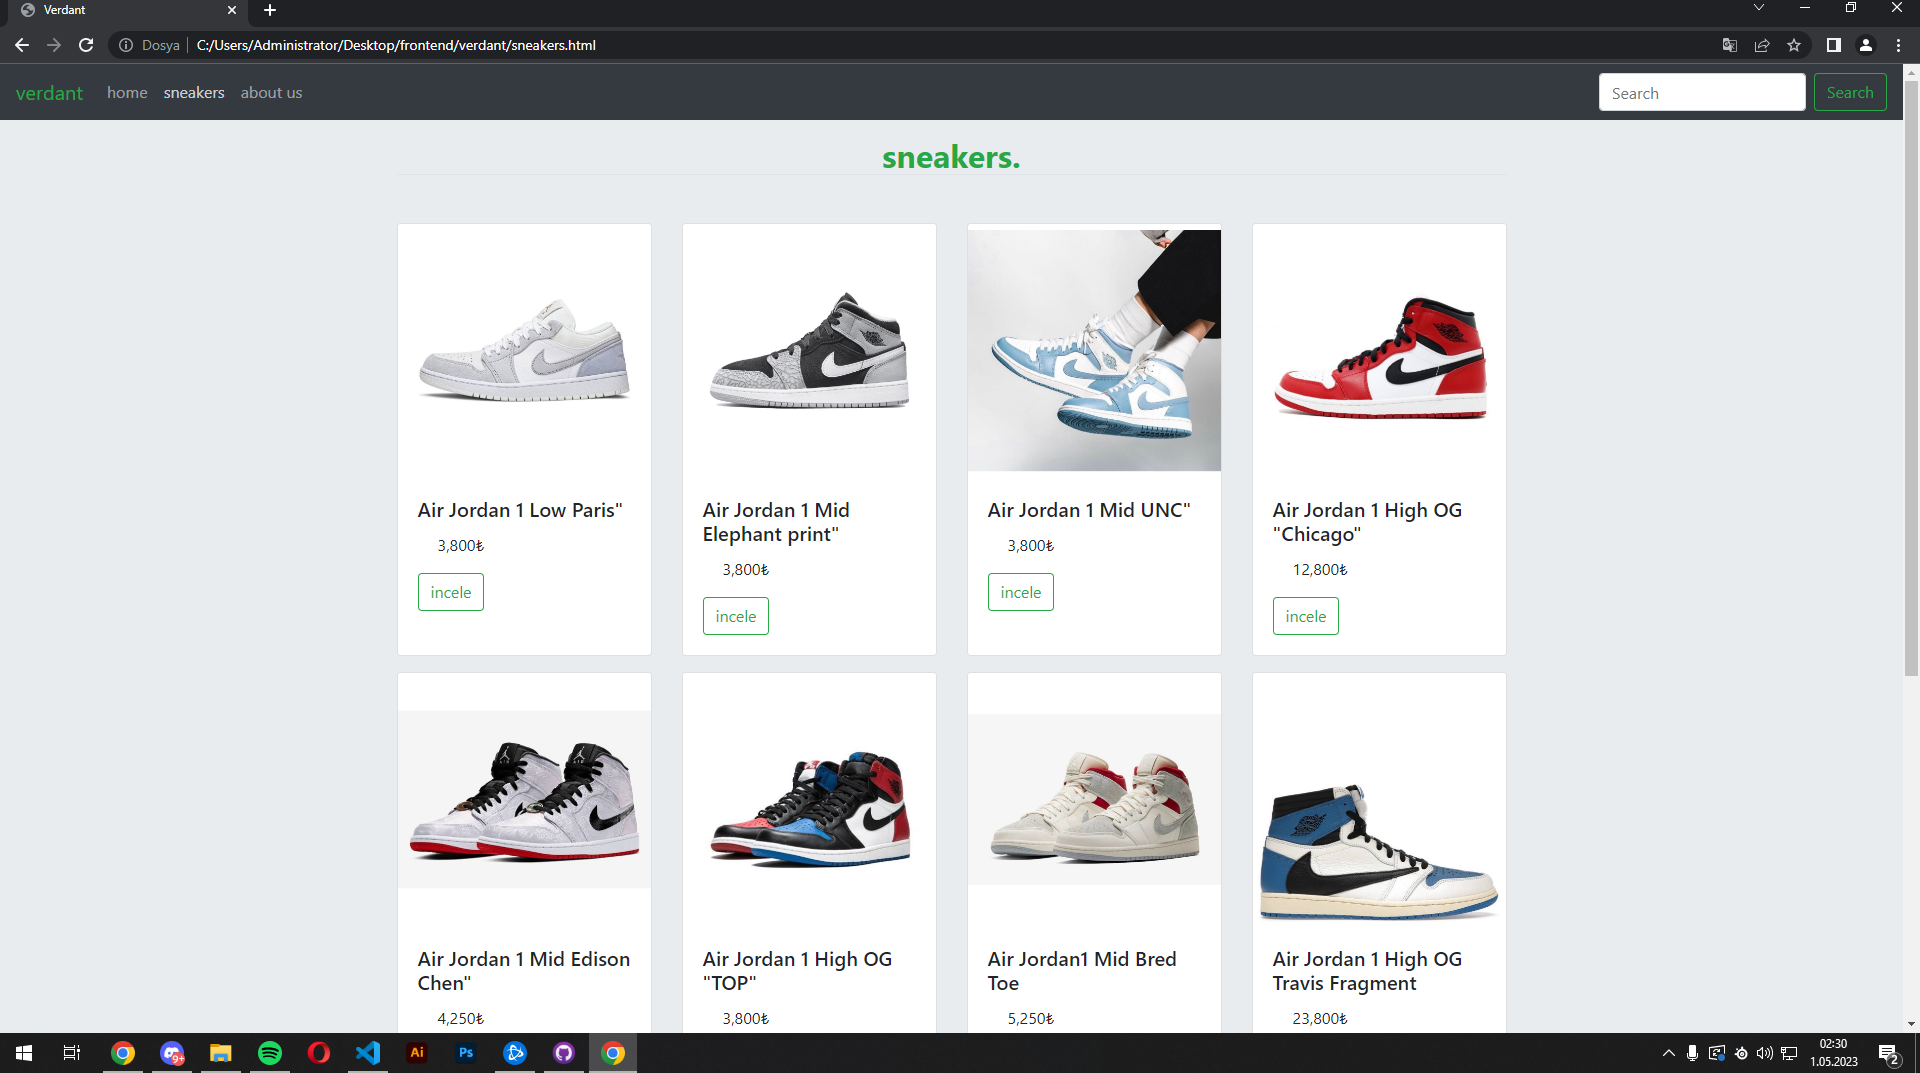 Verdant
Dosya C:/Users/Administrator/Desktop/frontend/verdant/sneakers.html
verdant home sneakers about us Search Search
sneakers.
Air Jordan 1 Low Paris"
3,800₺
incele
Air Jordan 1 Mid
Elephant print"
3,800₺
incele
Air Jordan 1 Mid UNC"
3,800₺
incele
Air Jordan 1 High OG
"Chicago"
12,800₺
incele
Air Jordan 1 Mid Edison
Chen"
4,250₺
Air Jordan 1 High OG
"TOP"
3,800₺
Air Jordan1 Mid Bred
Toe
5,250₺
Air Jordan 1 High OG
Travis Fragment
23,800₺
9+
Ai
Ps
02:30
1.05.2023
2